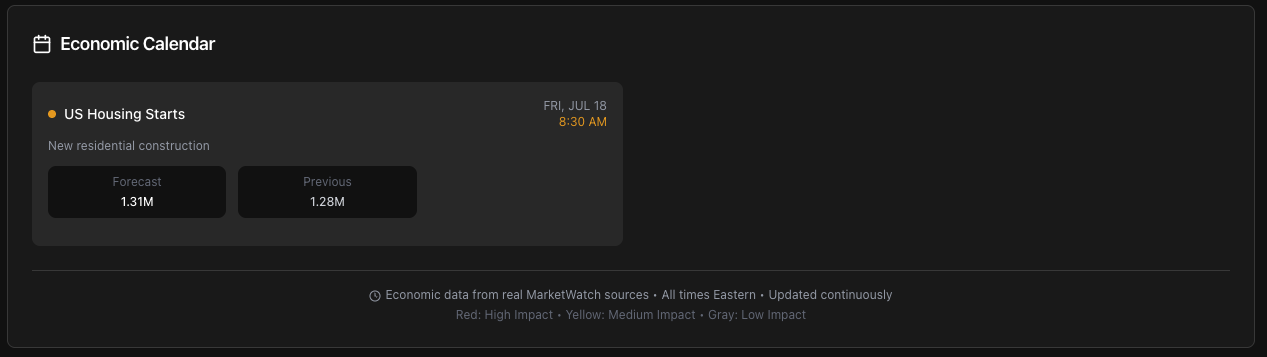 Economic Calendar
US Housing Starts
FRI, JUL 18
8:30 AM
New residential construction
Forecast
1.31M
Previous
1.28M
Economic data from real MarketWatch sources • All times Eastern • Updated continuously
Red: High Impact • Yellow: Medium Impact • Gray: Low Impact